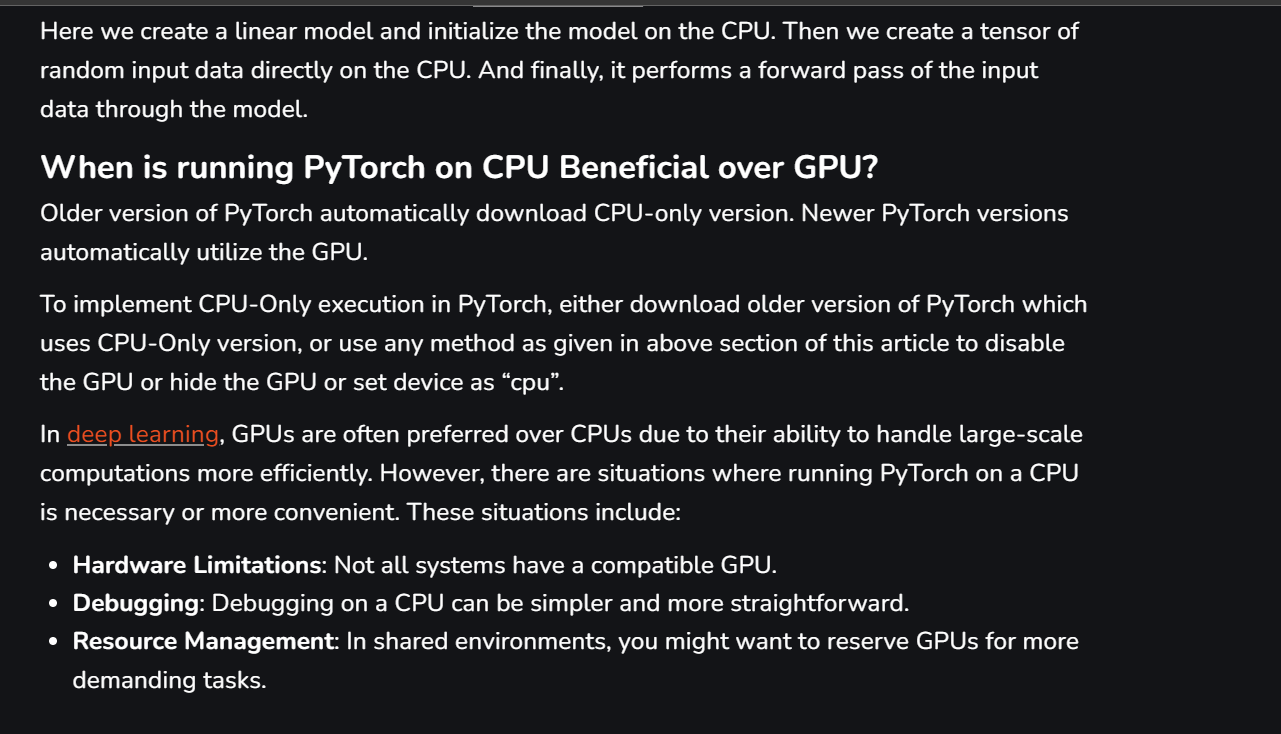 Here we create a linear model and initialize the model on the CPU. Then we create a tensor of
random input data directly on the CPU. And finally, it performs a forward pass of the input
data through the model.
When is running PyTorch on CPU Beneficial over GPU?
Older version of PyTorch automatically download CPU-only version. Newer PyTorch versions
automatically utilize the GPU.
To implement CPU-Only execution in PyTorch, either download older version of PyTorch which
uses CPU-Only version, or use any method as given in above section of this article to disable
the GPU or hide the GPU or set device as “cpu”.
In deep learning, GPUs are often preferred over CPUs due to their ability to handle large-scale
computations more efficiently. However, there are situations where running PyTorch on a CPU
is necessary or more convenient. These situations include:
• Hardware Limitations: Not all systems have a compatible GPU.
• Debugging: Debugging on a CPU can be simpler and more straightforward.
• Resource Management: In shared environments, you might want to reserve GPUs for more
demanding tasks.